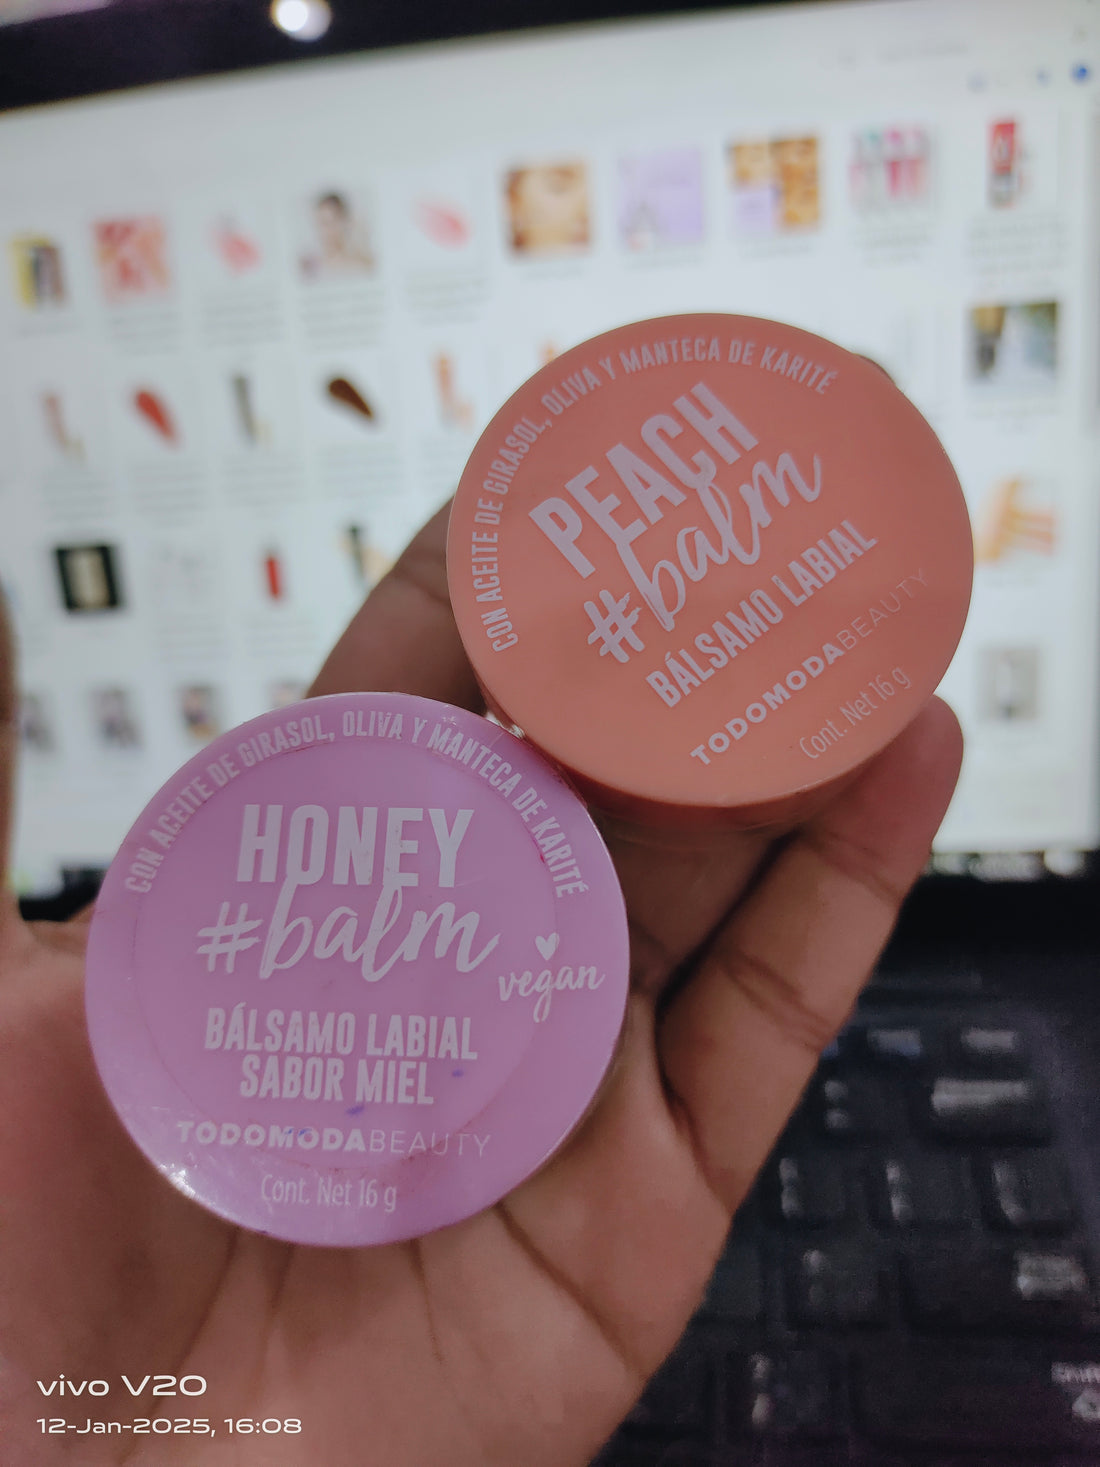 CON ACEITE DE GIRASOL, OLIVA Y MANTECA DE KARITÉ
PEACH
#balm
BÁLSAMO LABIAL
TODOMODABEAUTY
Cont. Net 16 g
CON ACEITE DE GIRASOL, OLIVA Y MANTECA DE KARITÉ
HONEY
#balm
vegan
BÁLSAMO LABIAL
SABOR MIEL
TODOMODABEAUTY
Cont. Net 16 g
vivo V20
12-Jan-2025, 16:08